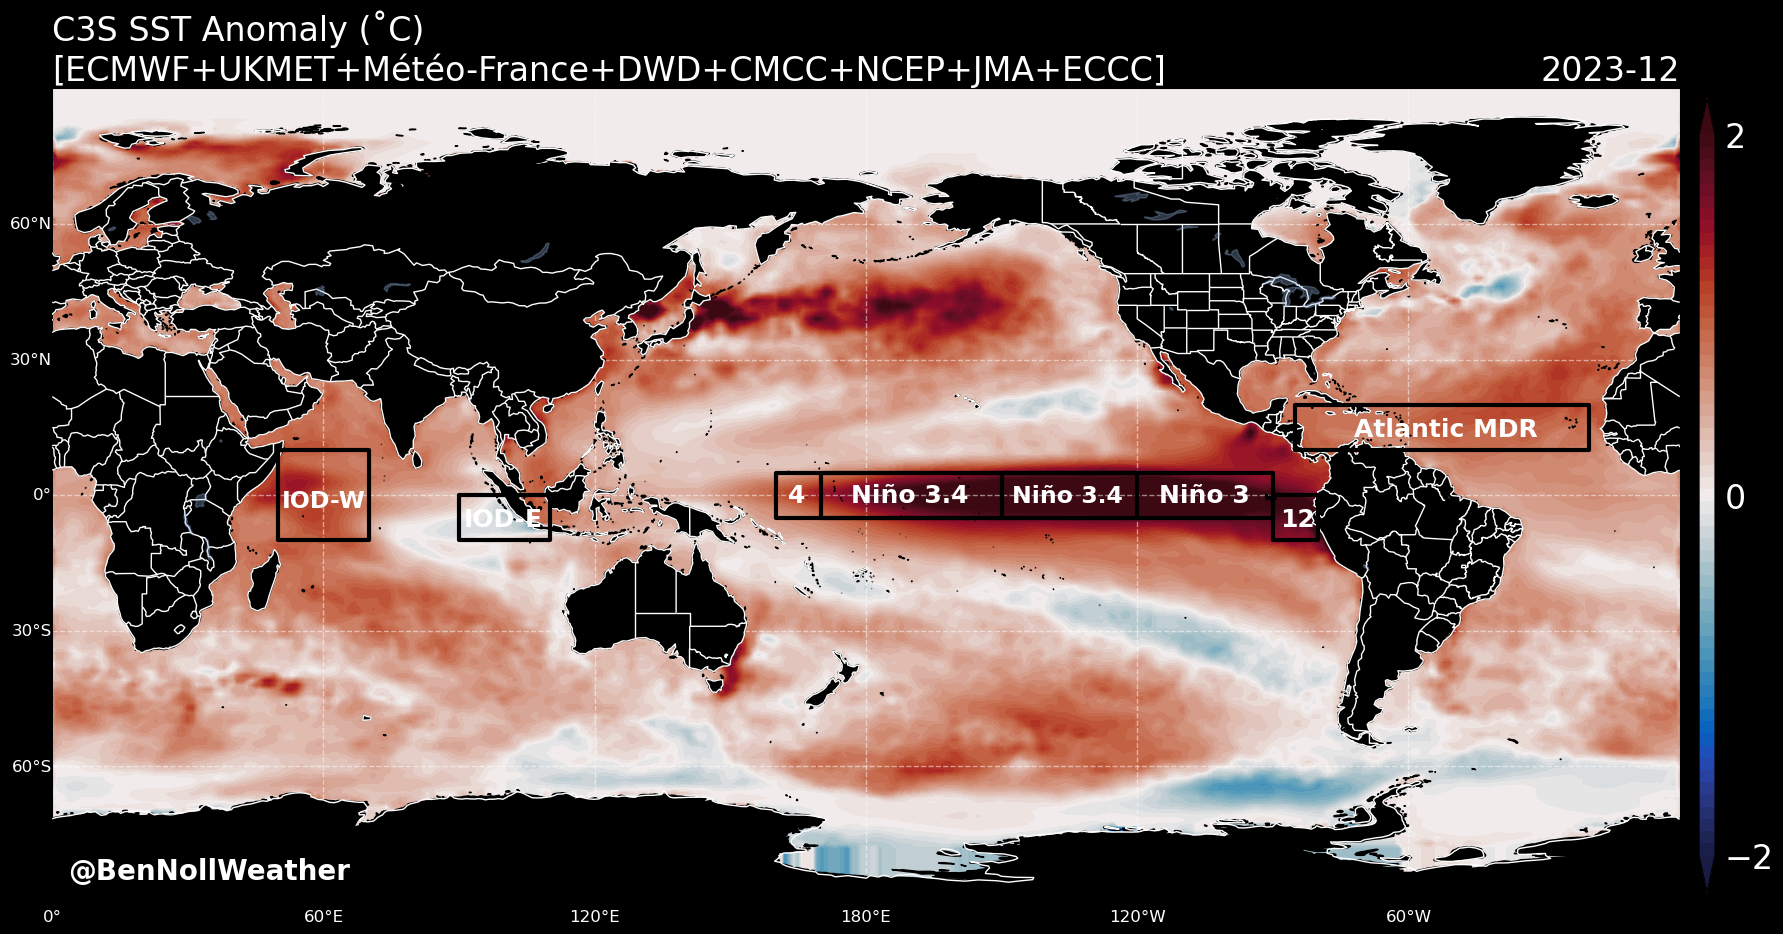 C3S SST Anomaly (˚C)
[ECMWF+UKMET+Météo-France+DWD+CMCC+NCEP+JMA+ECCC]
2023-12
2
60°N
30°N
Atlantic MDR
0°
IOD-W
IOD-E
4
Niño 3.4
Niño 3.4
Niño 3
12
0
30°S
60°S
−2
@BenNollWeather
0°
60°E
120°E
180°E
120°W
60°W